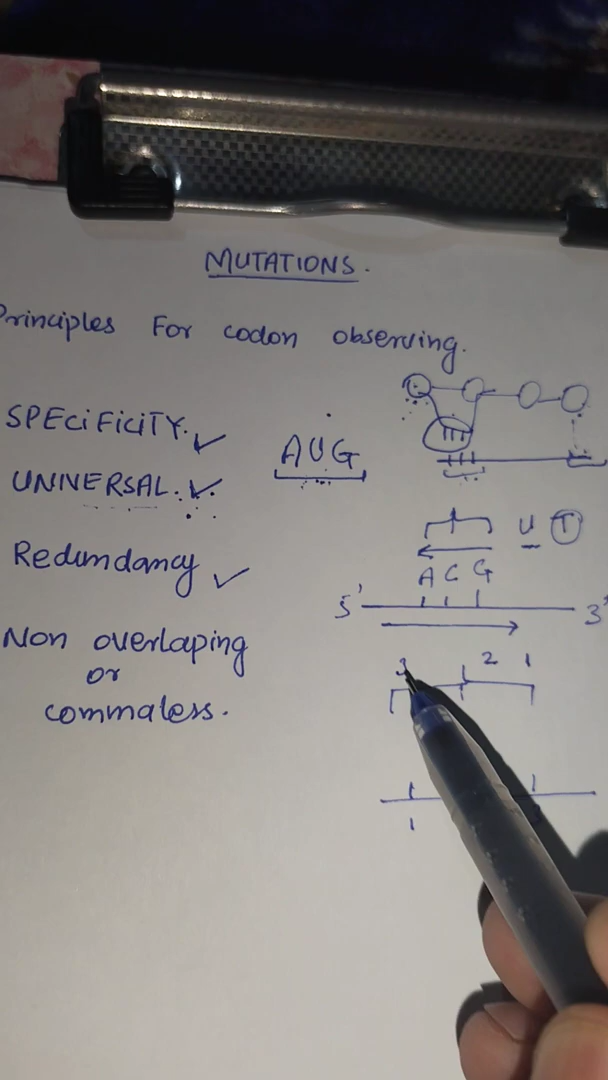 MUTATIONS.
Principles For codon observing.
SPECiFiCiTY.
UNIVERSAL.
AUG
Redundancy
U T
A C G
5' 3'
Non overlaping
or
commaless.
3 2 1
1